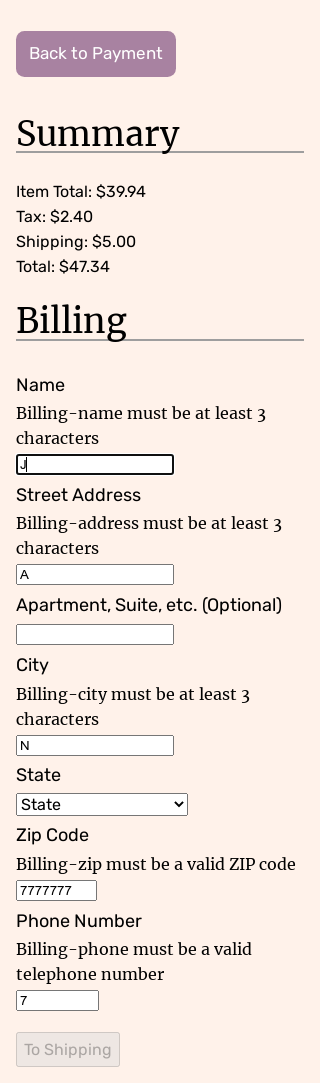 Back to Payment
Summary
Item Total: $39.94
Tax: $2.40
Shipping: $5.00
Total: $47.34
Billing
Name
Billing-name must be at least 3
characters
J
Street Address
Billing-address must be at least 3
characters
A
Apartment, Suite, etc. (Optional)
City
Billing-city must be at least 3
characters
N
State
State
Zip Code
Billing-zip must be a valid ZIP code
7777777
Phone Number
Billing-phone must be a valid
telephone number
7
To Shipping